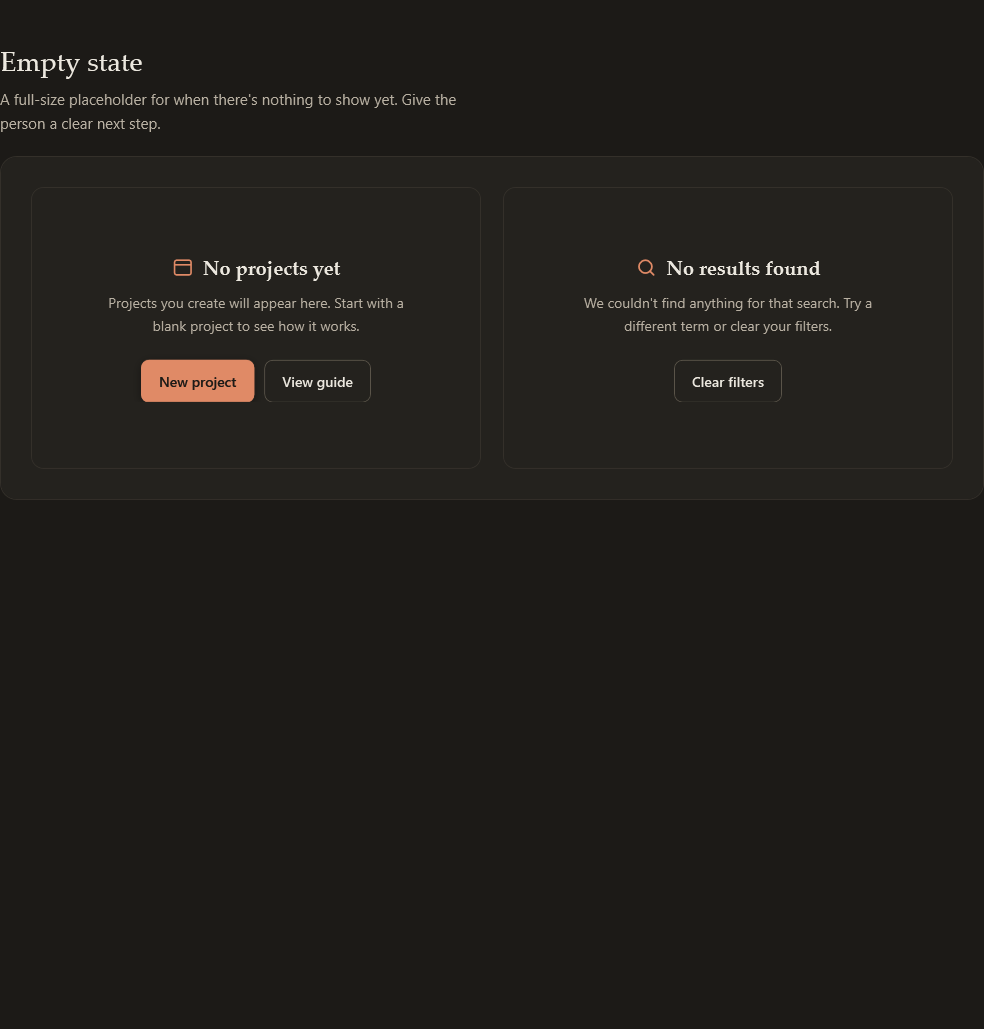 Empty state
A full-size placeholder for when there's nothing to show yet. Give the
person a clear next step.
No projects yet
Projects you create will appear here. Start with a
blank project to see how it works.
New project
View guide
No results found
We couldn't find anything for that search. Try a
different term or clear your filters.
Clear filters